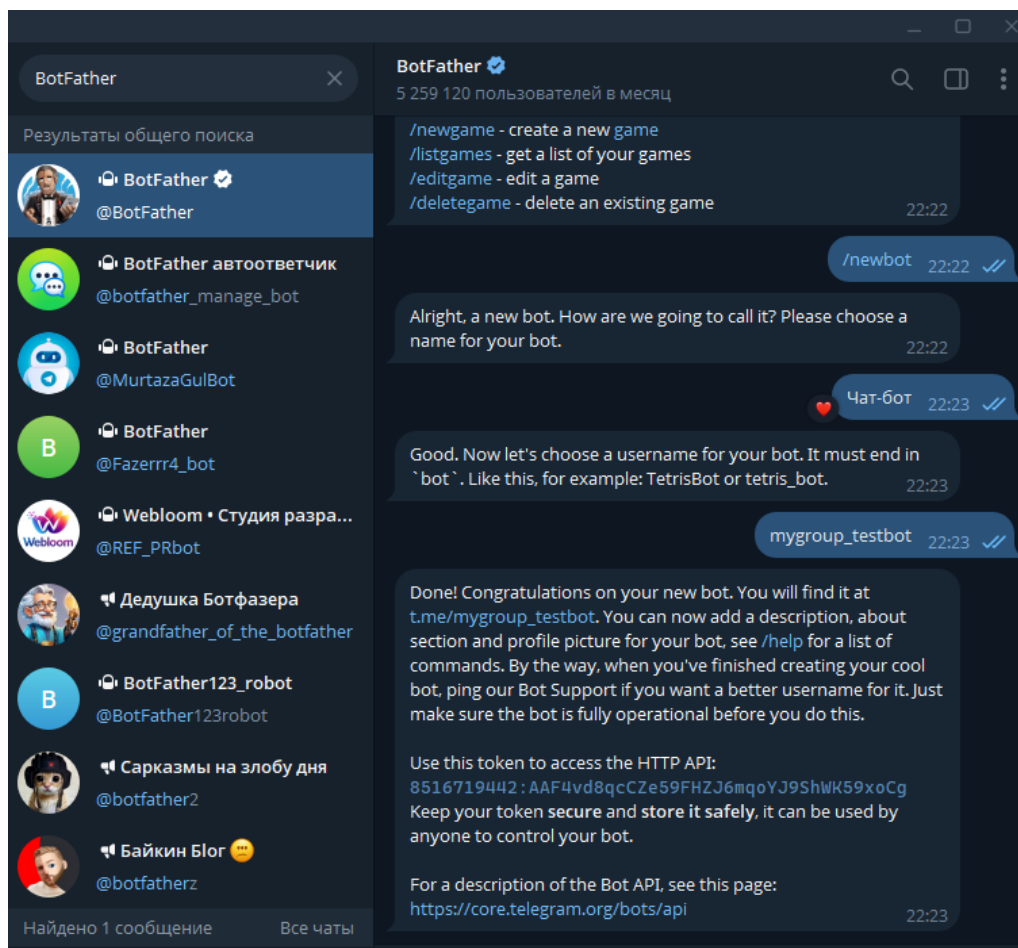 BotFather
Результаты общего поиска
BotFather
@BotFather
BotFather автоответчик
@botfather_manage_bot
BotFather
@MurtazaGulBot
B
BotFather
@Fazerrr4_bot
Webloom
Webloom • Студия разра...
@REF_PRbot
Дедушка Ботфазера
@grandfather_of_the_botfather
B
BotFather123_robot
@BotFather123robot
Сарказмы на злобу дня
@botfather2
Байкин Бlог
@botfatherz
Найдено 1 сообщение
Все чаты
BotFather
5 259 120 пользователей в месяц
/newgame - create a new game
/listgames - get a list of your games
/editgame - edit a game
/deletegame - delete an existing game
22:22
/newbot 22:22
Alright, a new bot. How are we going to call it? Please choose a
name for your bot.
22:22
Чат-бот 22:23
Good. Now let's choose a username for your bot. It must end in
`bot`. Like this, for example: TetrisBot or tetris_bot.
22:23
mygroup_testbot 22:23
Done! Congratulations on your new bot. You will find it at
t.me/mygroup_testbot. You can now add a description, about
section and profile picture for your bot, see /help for a list of
commands. By the way, when you've finished creating your cool
bot, ping our Bot Support if you want a better username for it. Just
make sure the bot is fully operational before you do this.
Use this token to access the HTTP API:
8516719442:AAF4vd8qcCZe59FHZJ6mqoYJ9ShWK59xoCg
Keep your token secure and store it safely, it can be used by
anyone to control your bot.
For a description of the Bot API, see this page:
https://core.telegram.org/bots/api
22:23